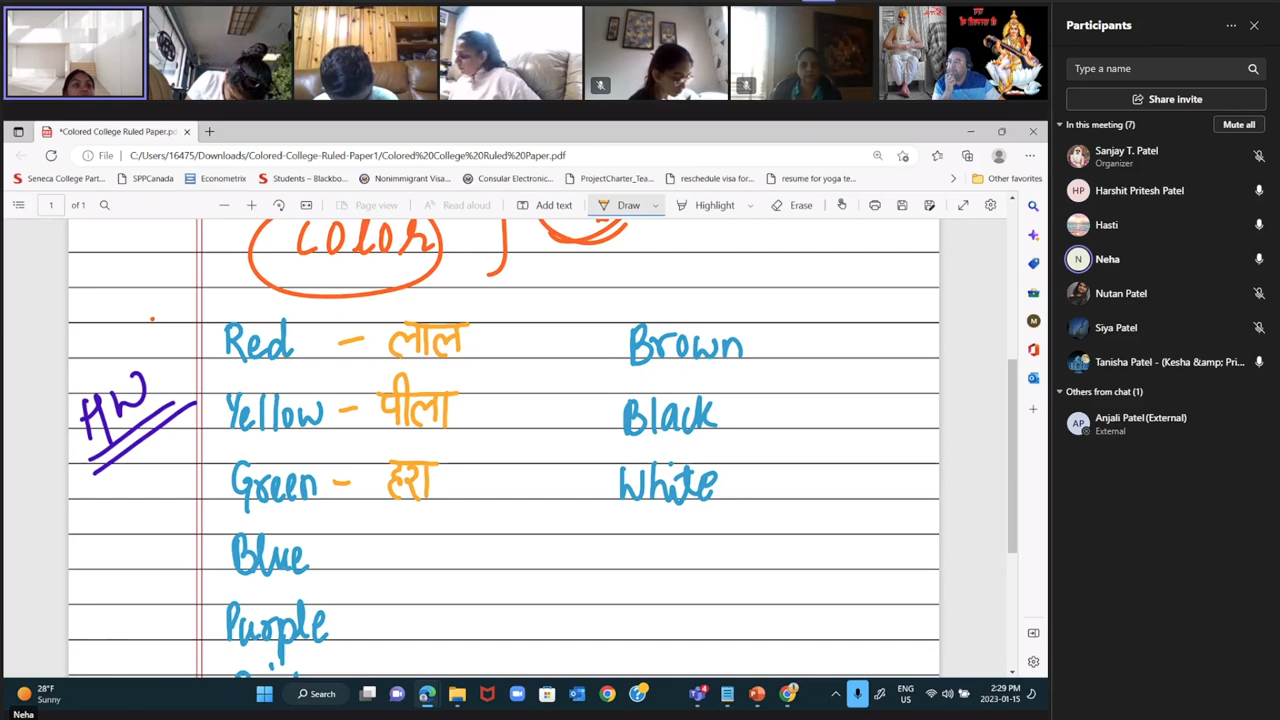 Participants
Type a name
Share invite
In this meeting (7)
Mute all
Sanjay T. Patel
Organizer
HP
Harshit Pritesh Patel
Hasti
N
Neha
Nutan Patel
Siya Patel
Tanisha Patel - (Kesha &amp; Pri...
Others from chat (1)
AP
Anjali Patel (External)
External
*Colored College Ruled Paper.pd
File
C:/Users/16475/Downloads/Colored-College-Ruled-Paper1/Colored%20College%20Ruled%20Paper.pdf
Seneca College Part...
SPPCanada
Econometrix
Students – Blackbo...
Nonimmigrant Visa...
Consular Electronic...
ProjectCharter_Tea...
reschedule visa for...
resume for yoga te...
Other favorites
1 of 1
Page view
Read aloud
Add text
Draw
Highlight
Erase
Color
Red – लाल
Brown
HW
Yellow – पीला
Black
Green – हरा
White
Blue
Purple
28°F
Sunny
Search
ENG
US
2:29 PM
2023-01-15
Neha